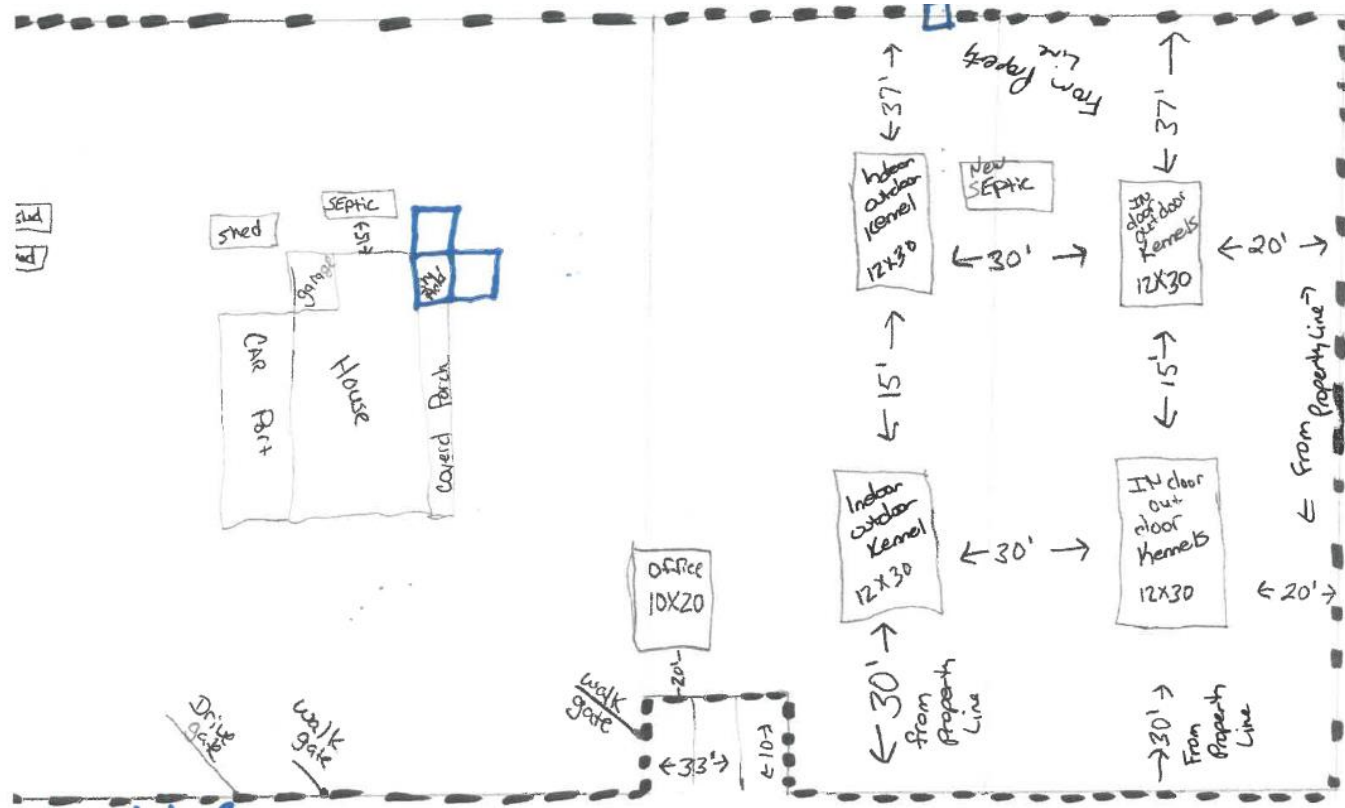 From Property
Line
←37'→
←37'→
Indoor
outdoor
Kennel
12X30
New
SEptic
IN
door
outdoor
Kennels
12X30
←30'→
←20'→
SEptic
shed
←15→
garage
CAR
Port
House
Coverd Porch
←15'→
←15'→
← From Property Line →
Indoor
outdoor
Kennel
12X30
←30'→
IN door
out
door
Kennels
12X30
←20'→
Office
10X20
20'
walk
gate
Drive
gate
walk
gate
←33'→
←10→
←30'→
from
Property
Line
→30'→
From
Property
Line